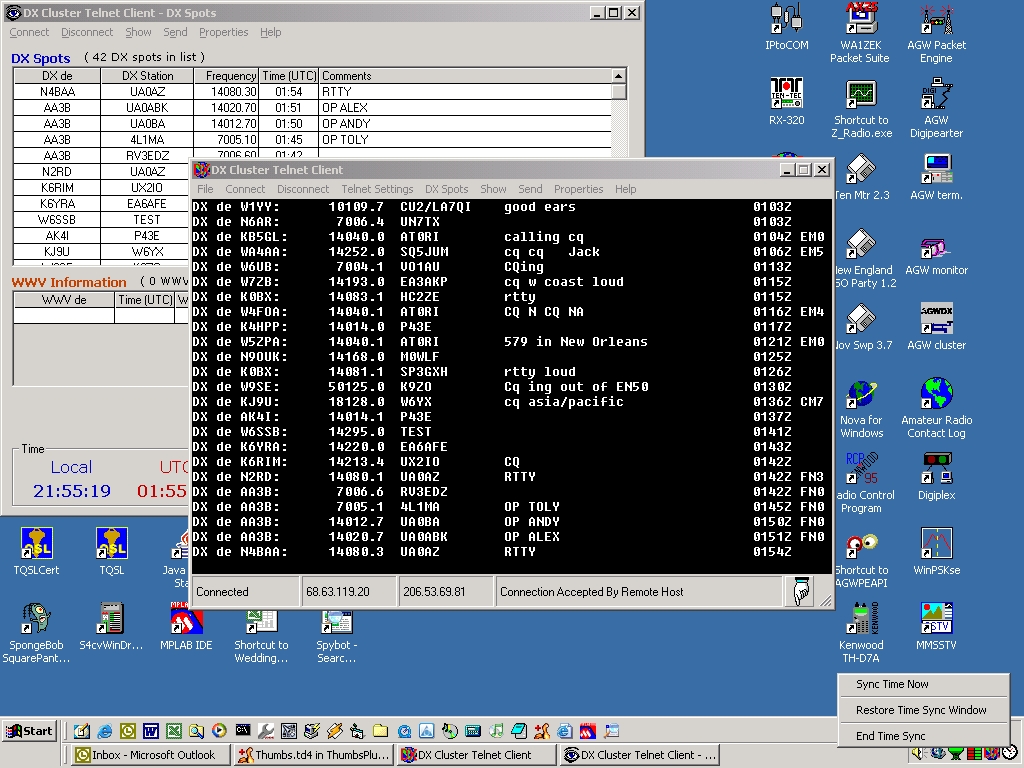 DX Cluster Telnet Client - DX Spots
Connect Disconnect Show Send Properties Help
DX Spots ( 42 DX spots in list )
DX de DX Station Frequency Time (UTC) Comments
N4BAA UA0AZ 14080.30 01:54 RTTY
AA3B UA0ABK 14020.70 01:51 OP ALEX
AA3B UA0BA 14012.70 01:50 OP ANDY
AA3B 4L1MA 7005.10 01:45 OP TOLY
AA3B RV3EDZ 7006.60 01:42
N2RD UA0AZ
K6RIM UX2IO
K6YRA EA6AFE
W6SSB TEST
AK4I P43E
KJ9U W6YX
WWV Information ( 0 WWV
WWV de Time (UTC) W
Time
Local UTC
21:55:19 01:55
DX Cluster Telnet Client
File Connect Disconnect Telnet Settings DX Spots Show Send Properties Help
DX de W1YY: 10109.7 CU2/LA7QI good ears 0103Z
DX de N6AR: 7006.4 UN7TX 0103Z
DX de KB5GL: 14040.0 AT0RI calling cq 0104Z EM0
DX de WA4AA: 14252.0 SQ5JUM cq cq Jack 0106Z EM5
DX de W6UB: 7004.1 VO1AU CQing 0113Z
DX de W7ZB: 14193.0 EA3AKP cq w coast loud 0115Z
DX de K0BX: 14083.1 HC2ZE rtty 0115Z
DX de W4FOA: 14040.1 AT0RI CQ N CQ NA 0116Z EM4
DX de K4HPP: 14014.0 P43E 0117Z
DX de W5ZPA: 14040.1 AT0RI 579 in New Orleans 0121Z EM0
DX de N9OUK: 14168.0 M0WLF 0125Z
DX de K0BX: 14081.1 SP3GXH rtty loud 0126Z
DX de W9SE: 50125.0 K9ZO Cq ing out of EN50 0130Z
DX de KJ9U: 18128.0 W6YX cq asia/pacific 0136Z CM7
DX de AK4I: 14014.1 P43E 0137Z
DX de W6SSB: 14295.0 TEST 0141Z
DX de K6YRA: 14220.0 EA6AFE 0143Z
DX de K6RIM: 14213.4 UX2IO CQ 0142Z
DX de N2RD: 14080.1 UA0AZ RTTY 0142Z FN3
DX de AA3B: 7006.6 RV3EDZ 0142Z FN0
DX de AA3B: 7005.1 4L1MA OP TOLY 0145Z FN0
DX de AA3B: 14012.7 UA0BA OP ANDY 0150Z FN0
DX de AA3B: 14020.7 UA0ABK OP ALEX 0151Z FN0
DX de N4BAA: 14080.3 UA0AZ RTTY 0154Z
Connected 68.63.119.20 206.53.69.81 Connection Accepted By Remote Host
IPtoCOM
AX25
WA1ZEK Packet Suite
AGW Packet Engine
TEN-TEC
RX-320
Shortcut to Z_Radio.exe
DIGI
AGW Digipearter
Ten Mtr 2.3
AGW term.
New England
SO Party 1.2
AGW monitor
Nov Swp 3.7
AGWDX
AGW cluster
Nova for Windows
Amateur Radio Contact Log
RCP KENWOOD 95
adio Control Program
Digiplex
Shortcut to AGWPEAPI
WinPSKse
KENWOOD
Kenwood TH-D7A
SSTV
MMSSTV
QSL
TQSLCert
QSL
TQSL
Java
Sta
SpongeBob SquarePant...
S4cvWinDr...
MPLAB
MPLAB IDE
Shortcut to Wedding...
Spybot - Searc...
Sync Time Now
Restore Time Sync Window
End Time Sync
Start
Inbox - Microsoft Outlook
Thumbs.td4 in ThumbsPlu...
DX Cluster Telnet Client
DX Cluster Telnet Client - ...